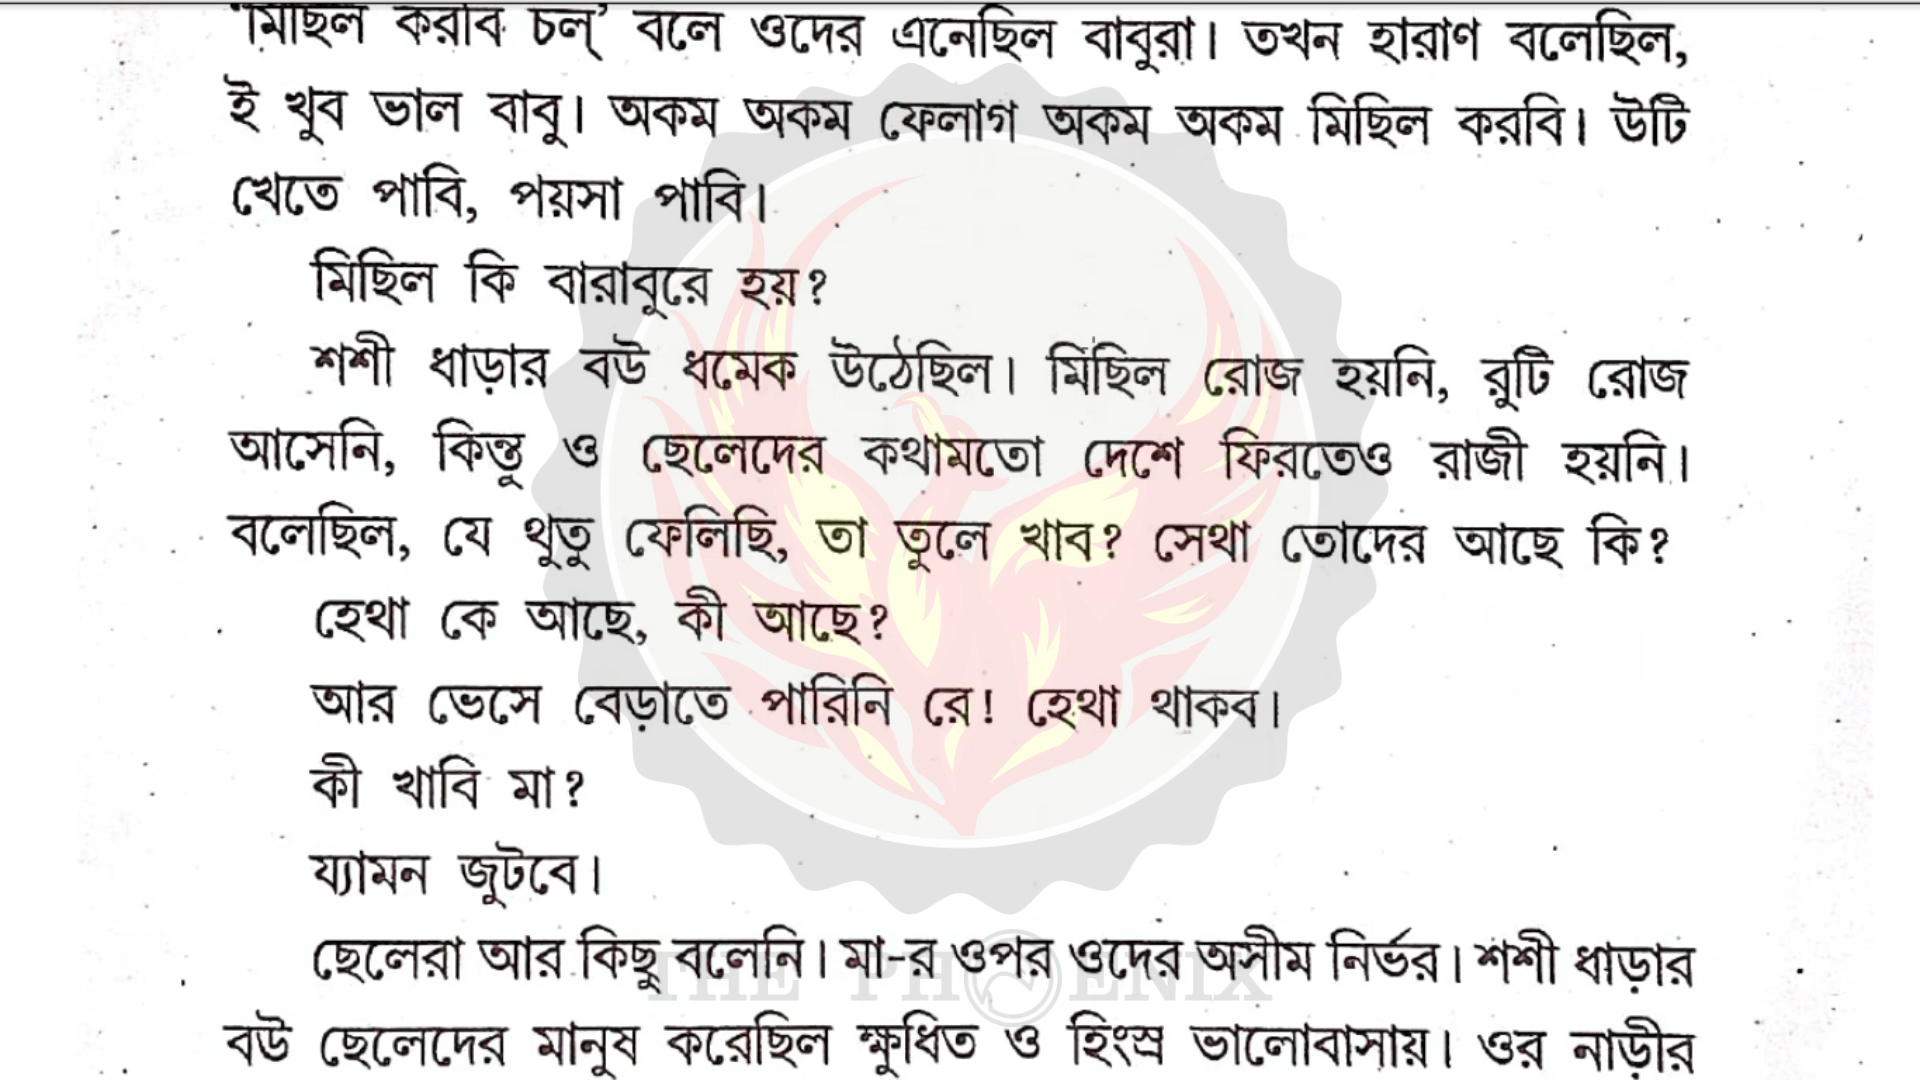 'মিছিল করাব চল্' বলে ওদের এনেছিল বাবুরা। তখন হারাণ বলেছিল,
ই খুব ভাল বাবু। অকম অকম ফেলাগ অকম অকম মিছিল করবি। উটি
খেতে পাবি, পয়সা পাবি।
মিছিল কি বারাবুরে হয়?
শশী ধাড়ার বউ ধমেক উঠেছিল। মিছিল রোজ হয়নি, রুটি রোজ
আসেনি, কিন্তু ও ছেলেদের কথামতো দেশে ফিরতেও রাজী হয়নি।
বলেছিল, যে থুতু ফেলিছি, তা তুলে খাব? সেথা তোদের আছে কি?
হেথা কে আছে, কী আছে?
আর ভেসে বেড়াতে পারিনি রে! হেথা থাকব।
কী খাবি মা?
য্যামন জুটবে।
ছেলেরা আর কিছু বলেনি। মা-র ওপর ওদের অসীম নির্ভর। শশী ধাড়ার
THE PHOENIX
বউ ছেলেদের মানুষ করেছিল ক্ষুধিত ও হিংস্র ভালোবাসায়। ওর নাড়ীর